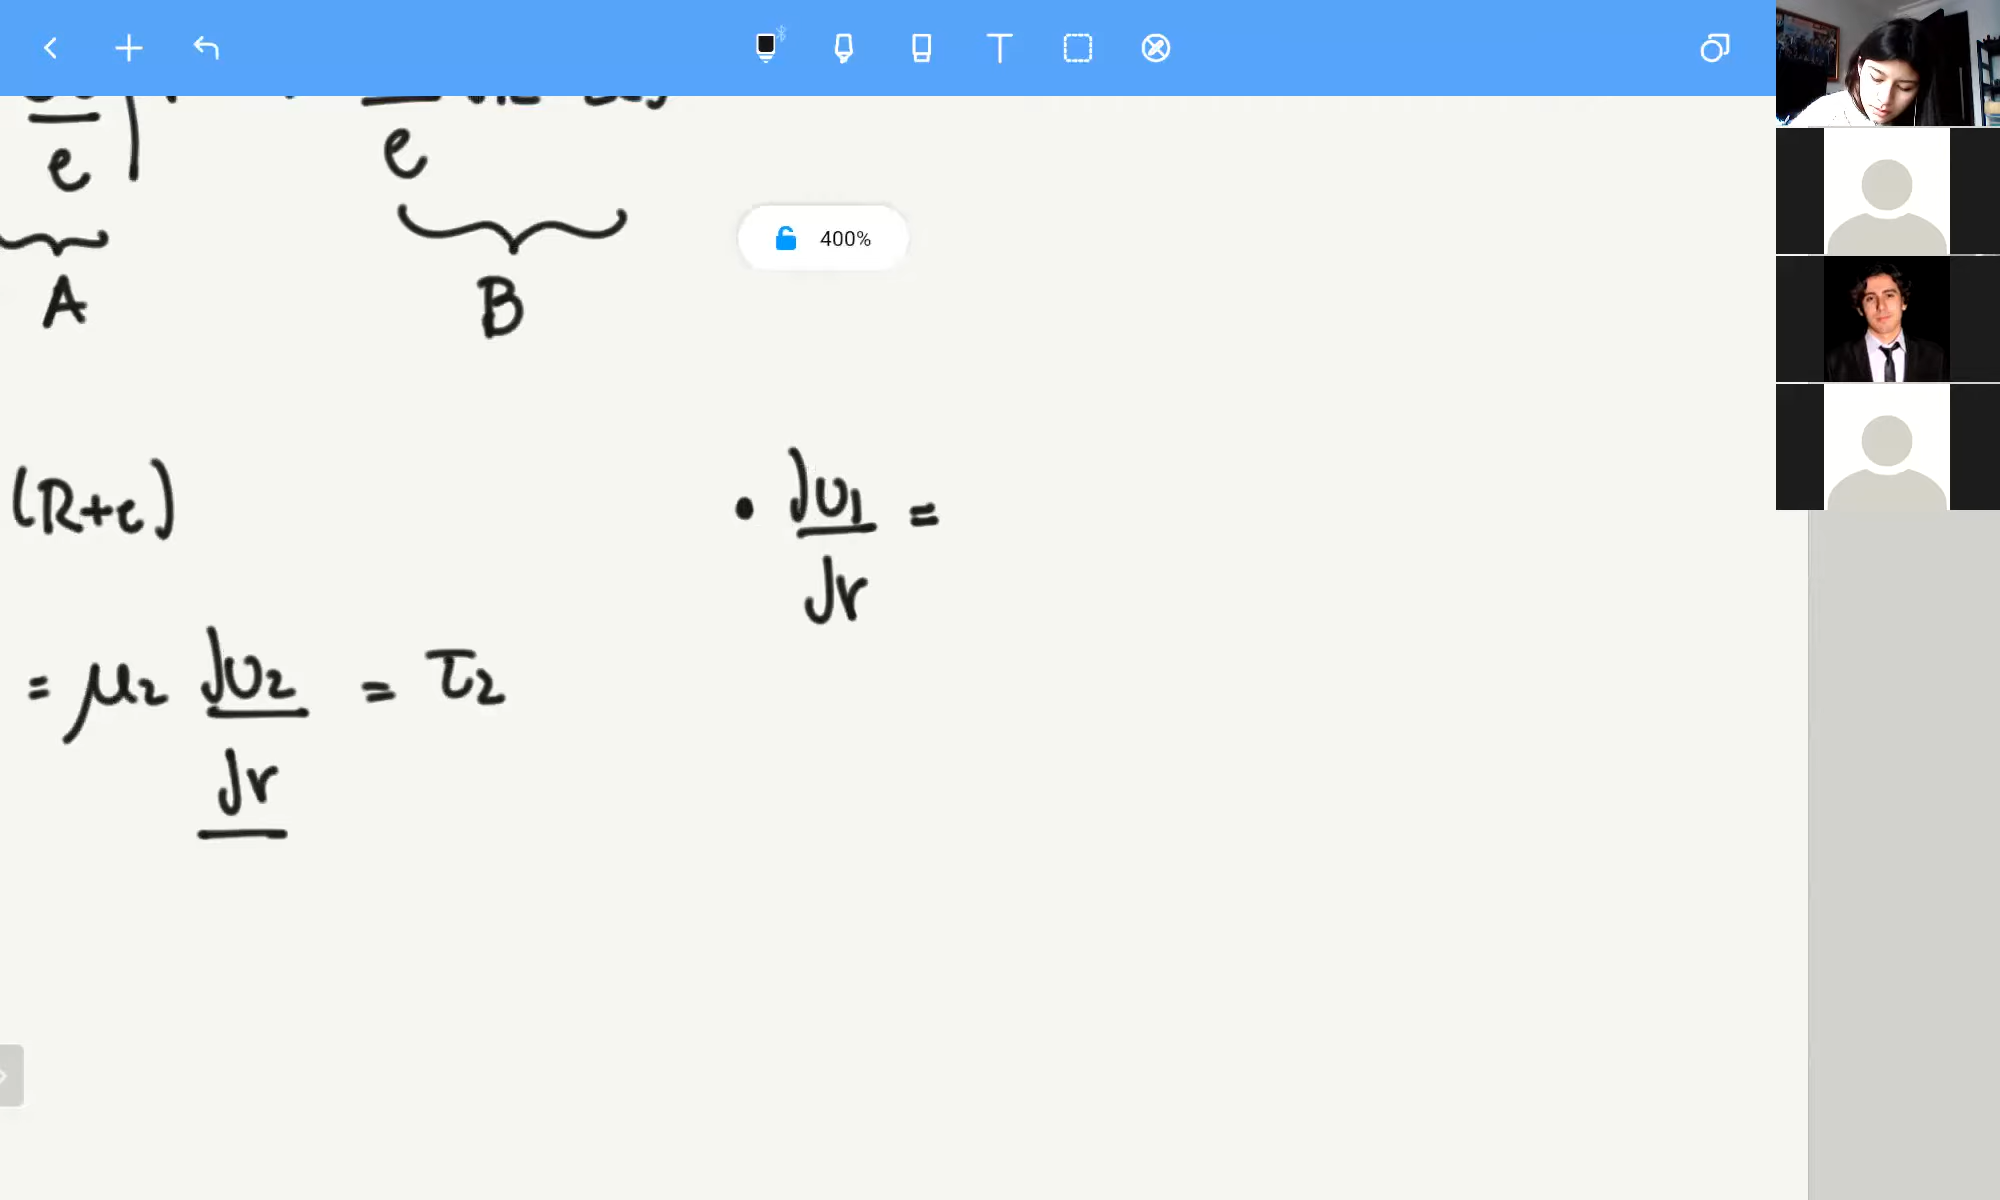 e e
400%
A B
(R+e)
• dv1/dr =
= μ2 dv2/dr = τ2